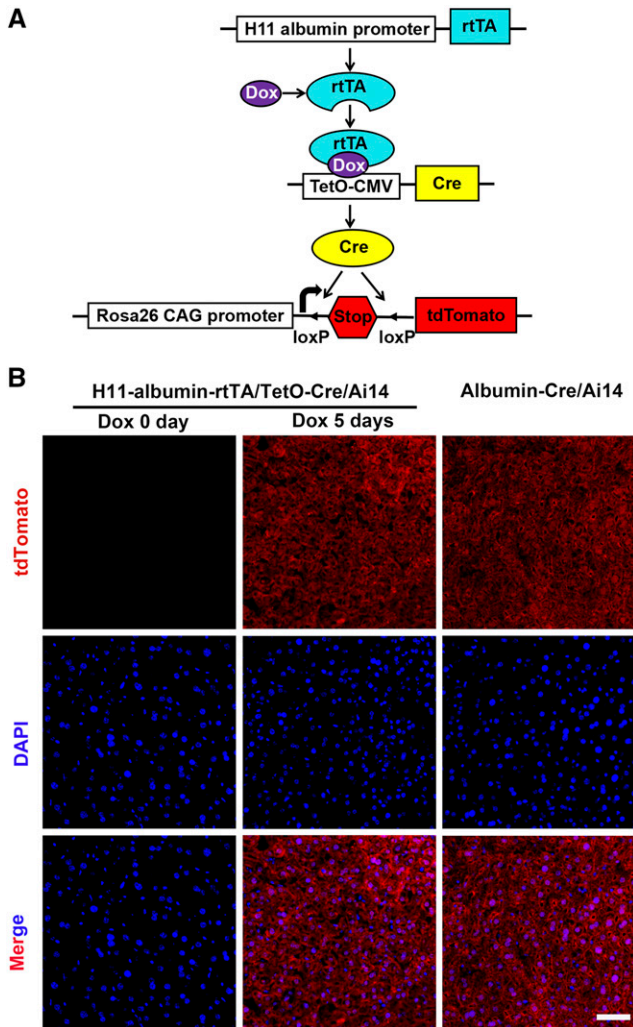 A
H11 albumin promoter
rtTA
Dox
rtTA
rtTA
Dox
TetO-CMV
Cre
Cre
Rosa26 CAG promoter
Stop
tdTomato
loxP
loxP
B
H11-albumin-rtTA/TetO-Cre/Ai14
Albumin-Cre/Ai14
Dox 0 day
Dox 5 days
tdTomato
DAPI
Merge